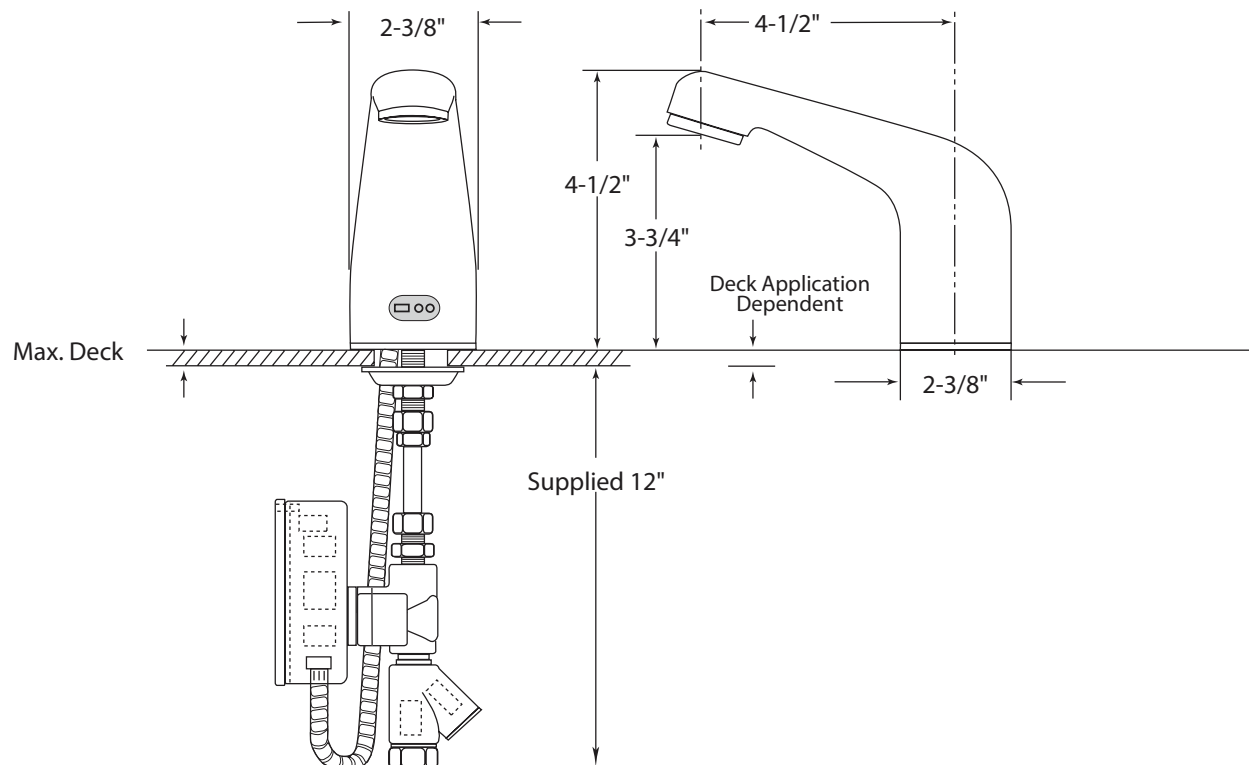 2-3/8"
4-1/2"
4-1/2"
3-3/4"
Deck Application
Dependent
Max. Deck
2-3/8"
Supplied 12"